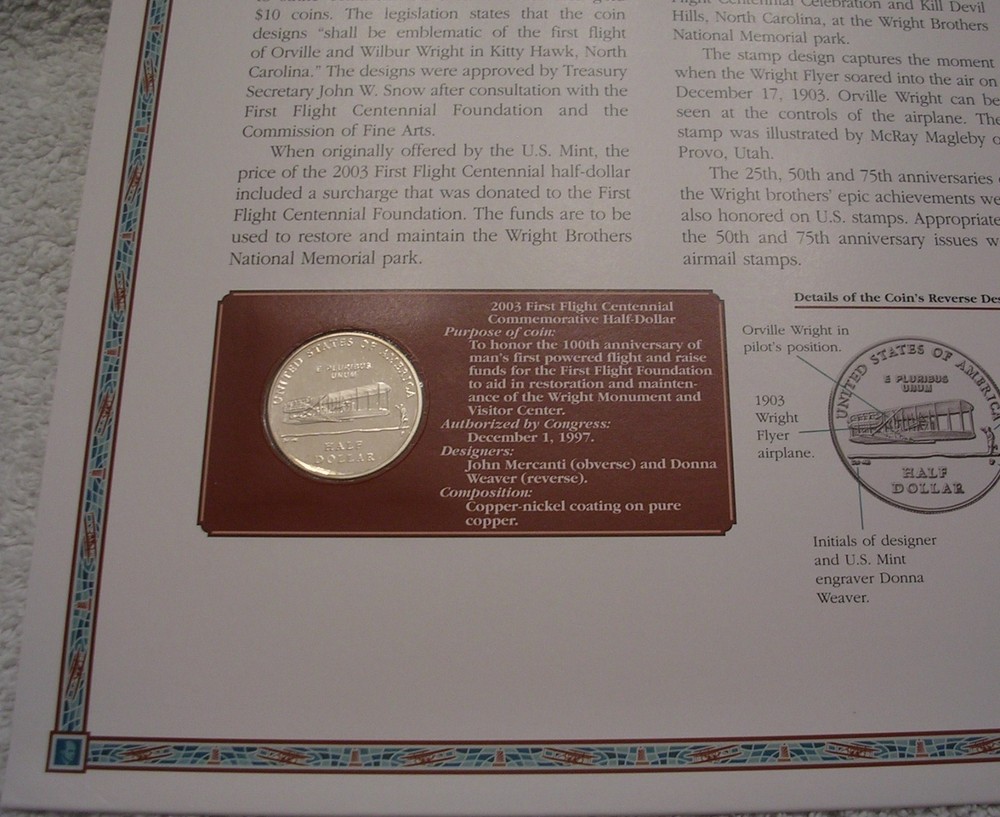 $10 coins. The legislation states that the coin
designs "shall be emblematic of the first flight
of Orville and Wilbur Wright in Kitty Hawk, North
Carolina." The designs were approved by Treasury
Secretary John W. Snow after consultation with the
First Flight Centennial Foundation and the
Commission of Fine Arts.
When originally offered by the U.S. Mint, the
price of the 2003 First Flight Centennial half-dollar
included a surcharge that was donated to the First
Flight Centennial Foundation. The funds are to be
used to restore and maintain the Wright Brothers
National Memorial park.
Flight Centennial Celebration and Kill Devil
Hills, North Carolina, at the Wright Brothers
National Memorial park.
The stamp design captures the moment
when the Wright Flyer soared into the air on
December 17, 1903. Orville Wright can be
seen at the controls of the airplane. The
stamp was illustrated by McRay Magleby o
Provo, Utah.
The 25th, 50th and 75th anniversaries
the Wright brothers' epic achievements we
also honored on U.S. stamps. Appropriate
the 50th and 75th anniversary issues w
airmail stamps.
UNITED STATES OF AMERICA
E PLURIBUS
UNUM
HALF
DOLLAR
2003 First Flight Centennial
Commemorative Half-Dollar
Purpose of coin:
To honor the 100th anniversary of
man's first powered flight and raise
funds for the First Flight Foundation
to aid in restoration and mainten-
ance of the Wright Monument and
Visitor Center.
Authorized by Congress:
December 1, 1997.
Designers:
John Mercanti (obverse) and Donna
Weaver (reverse).
Composition:
Copper-nickel coating on pure
copper.
Details of the Coin's Reverse Des
Orville Wright in
pilot's position.
1903
Wright
Flyer
airplane.
UNITED STATES OF AMERICA
E PLURIBUS
UNUM
HALF
DOLLAR
Initials of designer
and U.S. Mint
engraver Donna
Weaver.